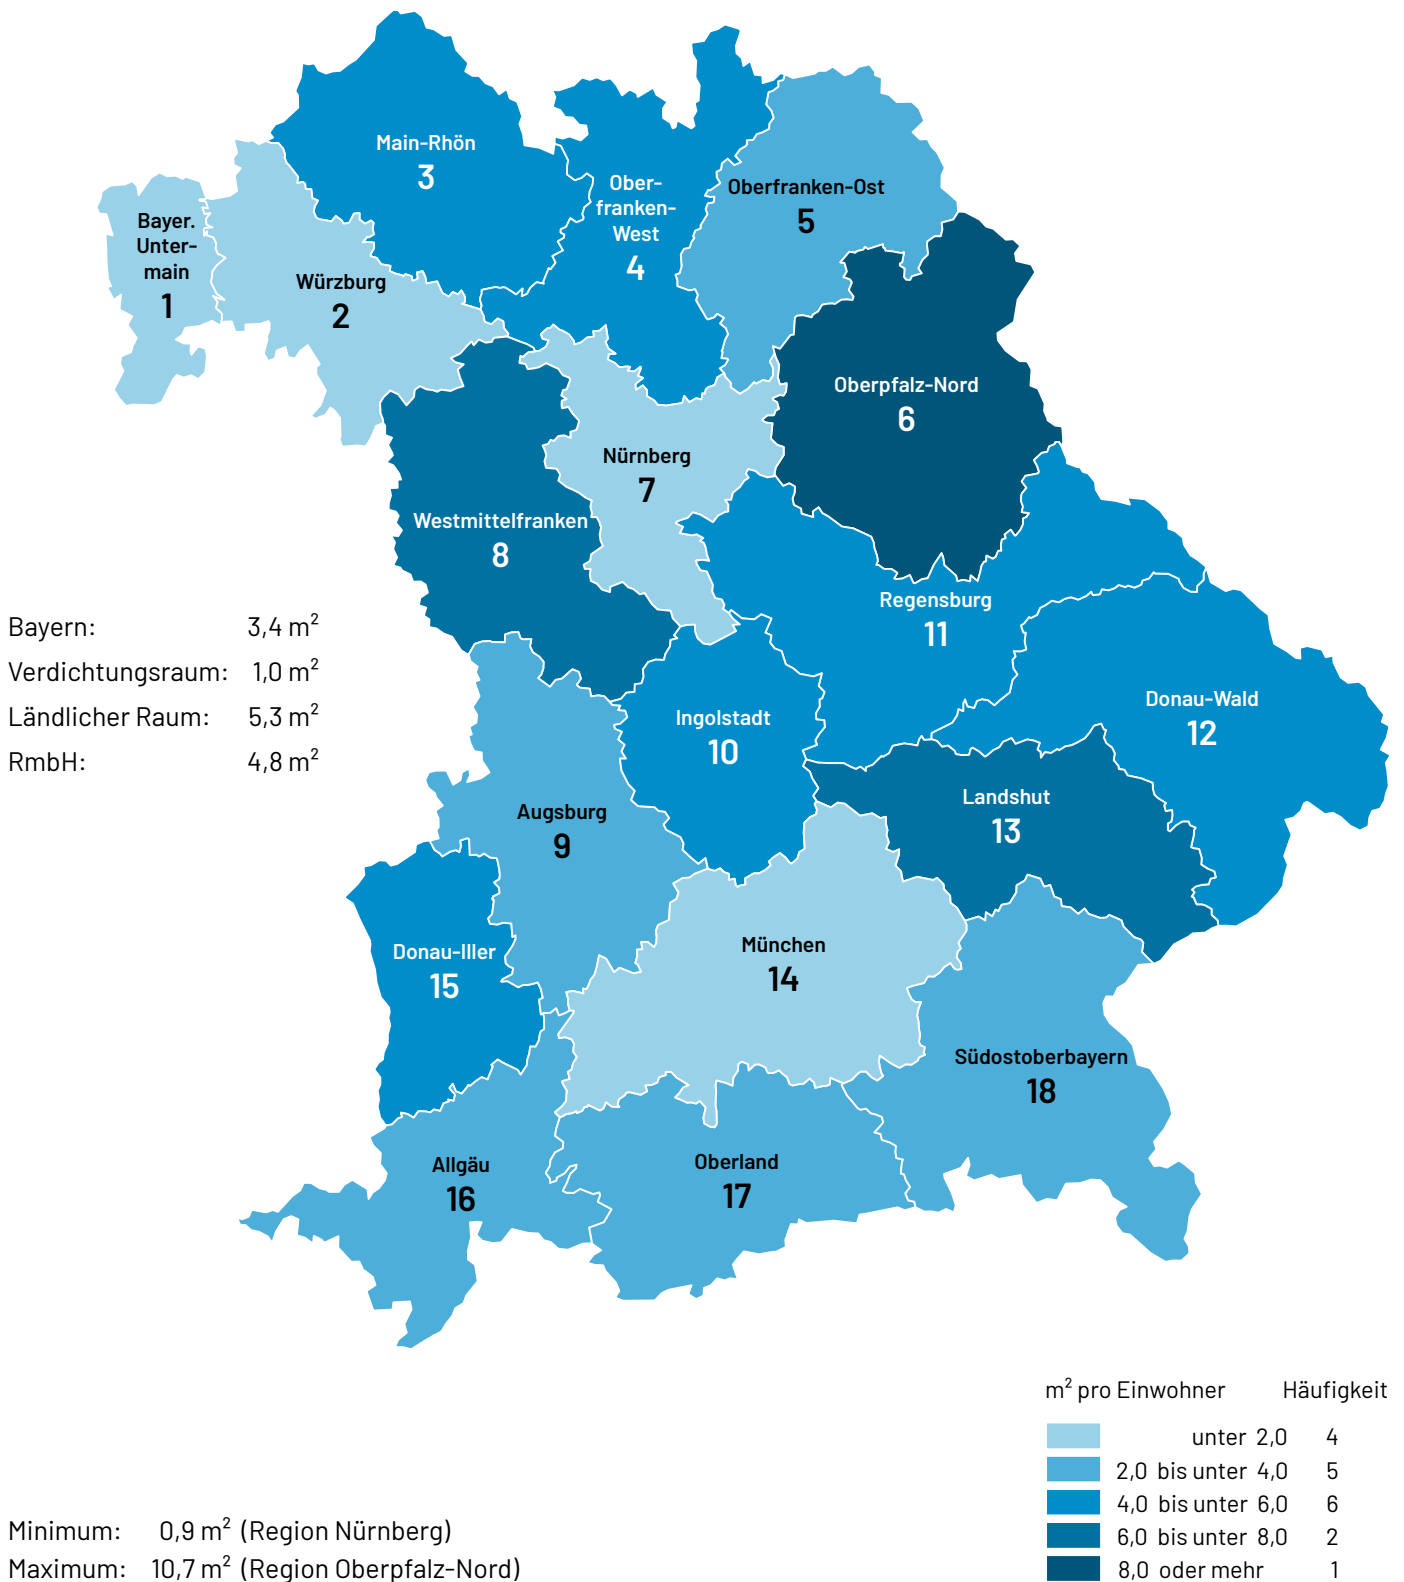 Main-Rhön
3
Ober-
franken-
West
4
Oberfranken-Ost
5
Bayer.
Unter-
main
1
Würzburg
2
Oberpfalz-Nord
6
Nürnberg
7
Westmittelfranken
8
Regensburg
11
Bayern: 3,4 m²
Verdichtungsraum: 1,0 m²
Ländlicher Raum: 5,3 m²
RmbH: 4,8 m²
Donau-Wald
12
Ingolstadt
10
Landshut
13
Augsburg
9
München
14
Donau-Iller
15
Südostoberbayern
18
Allgäu
16
Oberland
17
m² pro Einwohner Häufigkeit
unter 2,0 4
2,0 bis unter 4,0 5
4,0 bis unter 6,0 6
6,0 bis unter 8,0 2
8,0 oder mehr 1
Minimum: 0,9 m² (Region Nürnberg)
Maximum: 10,7 m² (Region Oberpfalz-Nord)